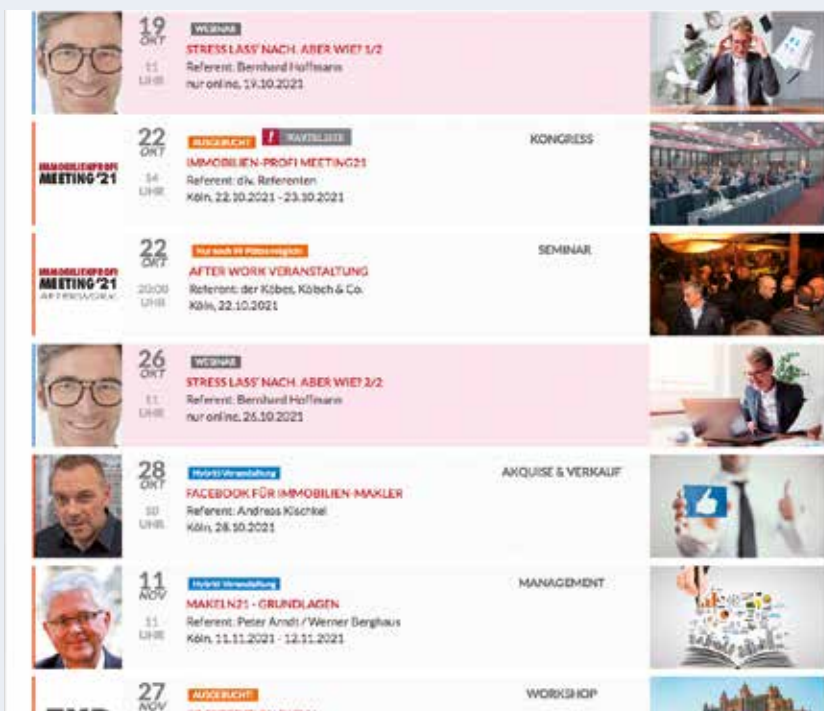 19
OKT
11
UHR
WEBINAR
STRESS LASS' NACH. ABER WIE? 1/2
Referent: Bernhard Hoffmann
nur online, 19.10.2021
22
OKT
14
UHR
IMMOBILIENPROFI
MEETING'21
AUSGEBUCHT!
! WARTELISTE
IMMOBILIEN-PROFI MEETING21
Referent: div. Referenten
Köln, 22.10.2021 - 23.10.2021
KONGRESS
22
OKT
20:00
UHR
IMMOBILIENPROFI
MEETING'21
AFTERWORK
AFTER WORK VERANSTALTUNG
Referent: der Köbes, Kölsch & Co.
Köln, 22.10.2021
SEMINAR
26
OKT
11
UHR
WEBINAR
STRESS LASS' NACH. ABER WIE? 2/2
Referent: Bernhard Hoffmann
nur online, 26.10.2021
28
OKT
10
UHR
Hybrid-Veranstaltung
FACEBOOK FÜR IMMOBILIEN-MAKLER
Referent: Andreas Kischkel
Köln, 28.10.2021
AKQUISE & VERKAUF
11
NOV
11
UHR
Hybrid-Veranstaltung
MAKELN21 - GRUNDLAGEN
Referent: Peter Arndt / Werner Berghaus
Köln, 11.11.2021 - 12.11.2021
MANAGEMENT
27
NOV
AUSGEBUCHT!
WORKSHOP